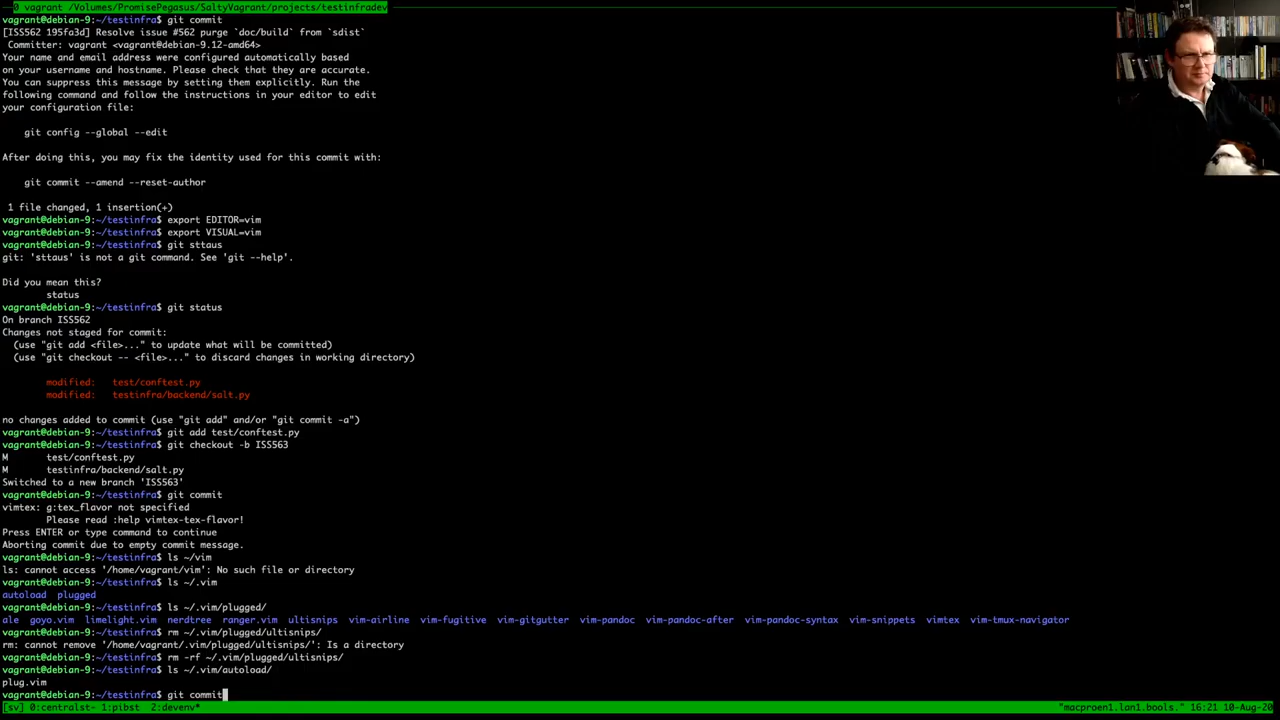 0 vagrant /Volumes/PromisePegasus/SaltyVagrant/projects/testinfradev
vagrant@debian-9:~/testinfra$ git commit
[ISS562 195fa3d] Resolve issue #562 purge `doc/build` from `sdist`
 Committer: vagrant <vagrant@debian-9.12-amd64>
Your name and email address were configured automatically based
on your username and hostname. Please check that they are accurate.
You can suppress this message by setting them explicitly. Run the
following command and follow the instructions in your editor to edit
your configuration file:
    git config --global --edit
After doing this, you may fix the identity used for this commit with:
    git commit --amend --reset-author
 1 file changed, 1 insertion(+)
vagrant@debian-9:~/testinfra$ export EDITOR=vim
vagrant@debian-9:~/testinfra$ export VISUAL=vim
vagrant@debian-9:~/testinfra$ git sttaus
git: 'sttaus' is not a git command. See 'git --help'.
Did you mean this?
        status
vagrant@debian-9:~/testinfra$ git status
On branch ISS562
Changes not staged for commit:
  (use "git add <file>..." to update what will be committed)
  (use "git checkout -- <file>..." to discard changes in working directory)
        modified:   test/conftest.py
        modified:   testinfra/backend/salt.py
no changes added to commit (use "git add" and/or "git commit -a")
vagrant@debian-9:~/testinfra$ git add test/conftest.py
vagrant@debian-9:~/testinfra$ git checkout -b ISS563
M       test/conftest.py
M       testinfra/backend/salt.py
Switched to a new branch 'ISS563'
vagrant@debian-9:~/testinfra$ git commit
vimtex: g:tex_flavor not specified
        Please read :help vimtex-tex-flavor!
Press ENTER or type command to continue
Aborting commit due to empty commit message.
vagrant@debian-9:~/testinfra$ ls ~/vim
ls: cannot access '/home/vagrant/vim': No such file or directory
vagrant@debian-9:~/testinfra$ ls ~/.vim
autoload  plugged
vagrant@debian-9:~/testinfra$ ls ~/.vim/plugged/
ale  goyo.vim  limelight.vim  nerdtree  ranger.vim  ultisnips  vim-airline  vim-fugitive  vim-gitgutter  vim-pandoc  vim-pandoc-after  vim-pandoc-syntax  vim-snippets  vimtex  vim-tmux-navigator
vagrant@debian-9:~/testinfra$ rm ~/.vim/plugged/ultisnips/
rm: cannot remove '/home/vagrant/.vim/plugged/ultisnips/': Is a directory
vagrant@debian-9:~/testinfra$ rm -rf ~/.vim/plugged/ultisnips/
vagrant@debian-9:~/testinfra$ ls ~/.vim/autoload/
plug.vim
vagrant@debian-9:~/testinfra$ git commit
[sv] 0:centralst- 1:pibst  2:devenv* "macproen1.lan1.bools." 16:21 10-Aug-20